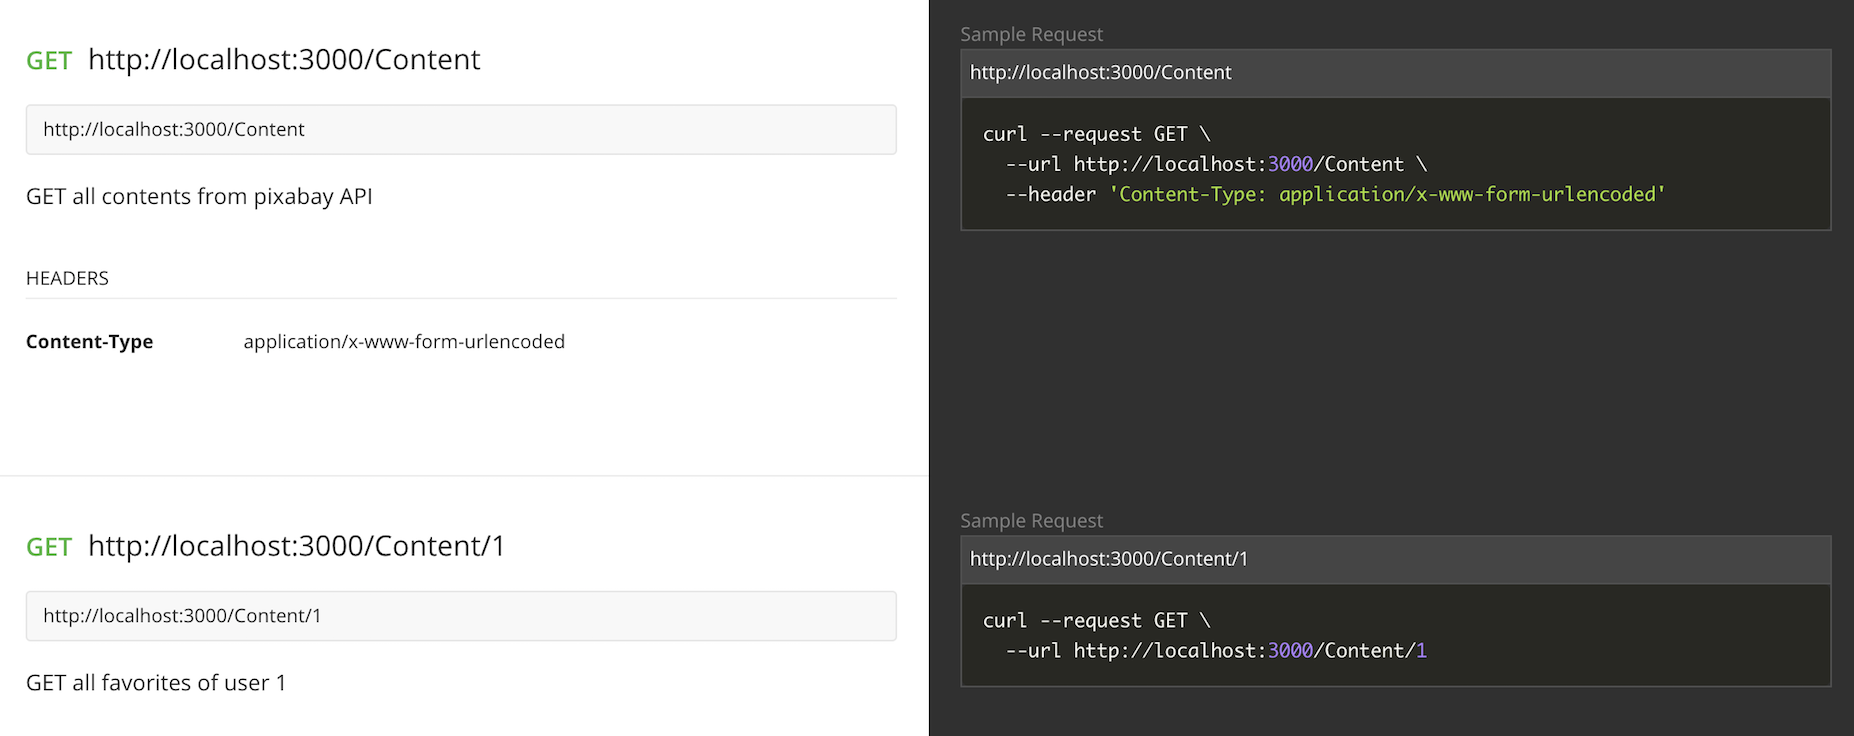 GET http://localhost:3000/Content
http://localhost:3000/Content
GET all contents from pixabay API
HEADERS
Content-Type application/x-www-form-urlencoded
Sample Request
http://localhost:3000/Content
curl --request GET \
--url http://localhost:3000/Content \
--header 'Content-Type: application/x-www-form-urlencoded'
GET http://localhost:3000/Content/1
http://localhost:3000/Content/1
GET all favorites of user 1
Sample Request
http://localhost:3000/Content/1
curl --request GET \
--url http://localhost:3000/Content/1